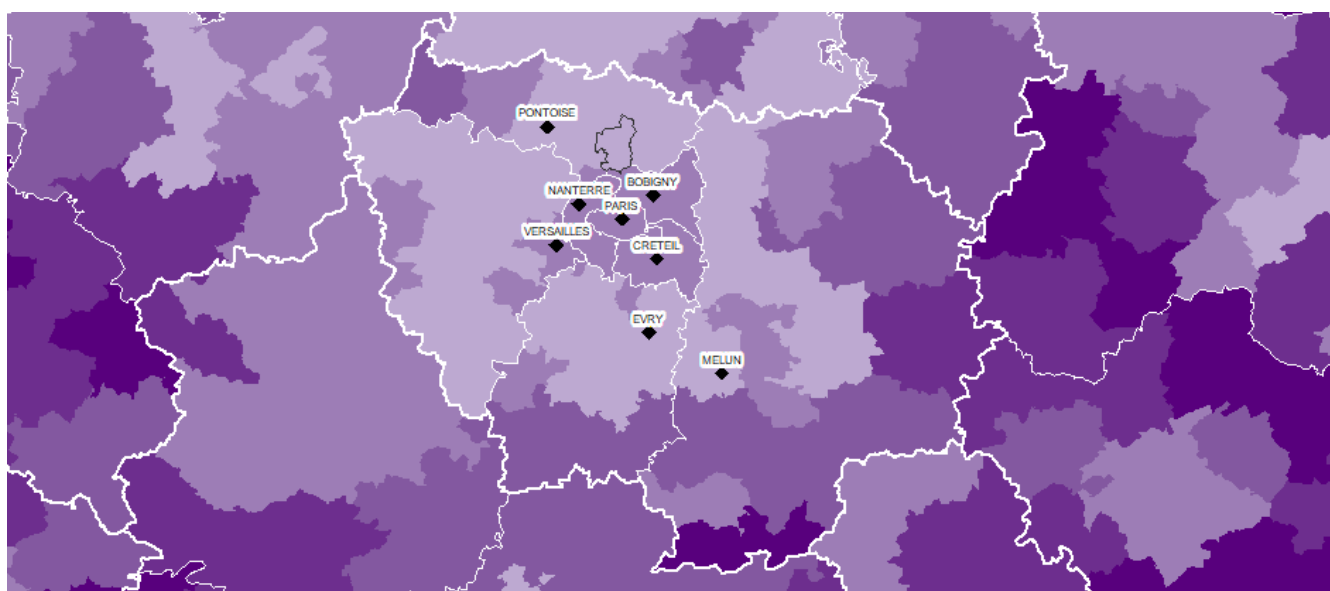 PONTOISE
BOBIGNY
NANTERRE
PARIS
VERSAILLES
CRETEIL
EVRY
MELUN